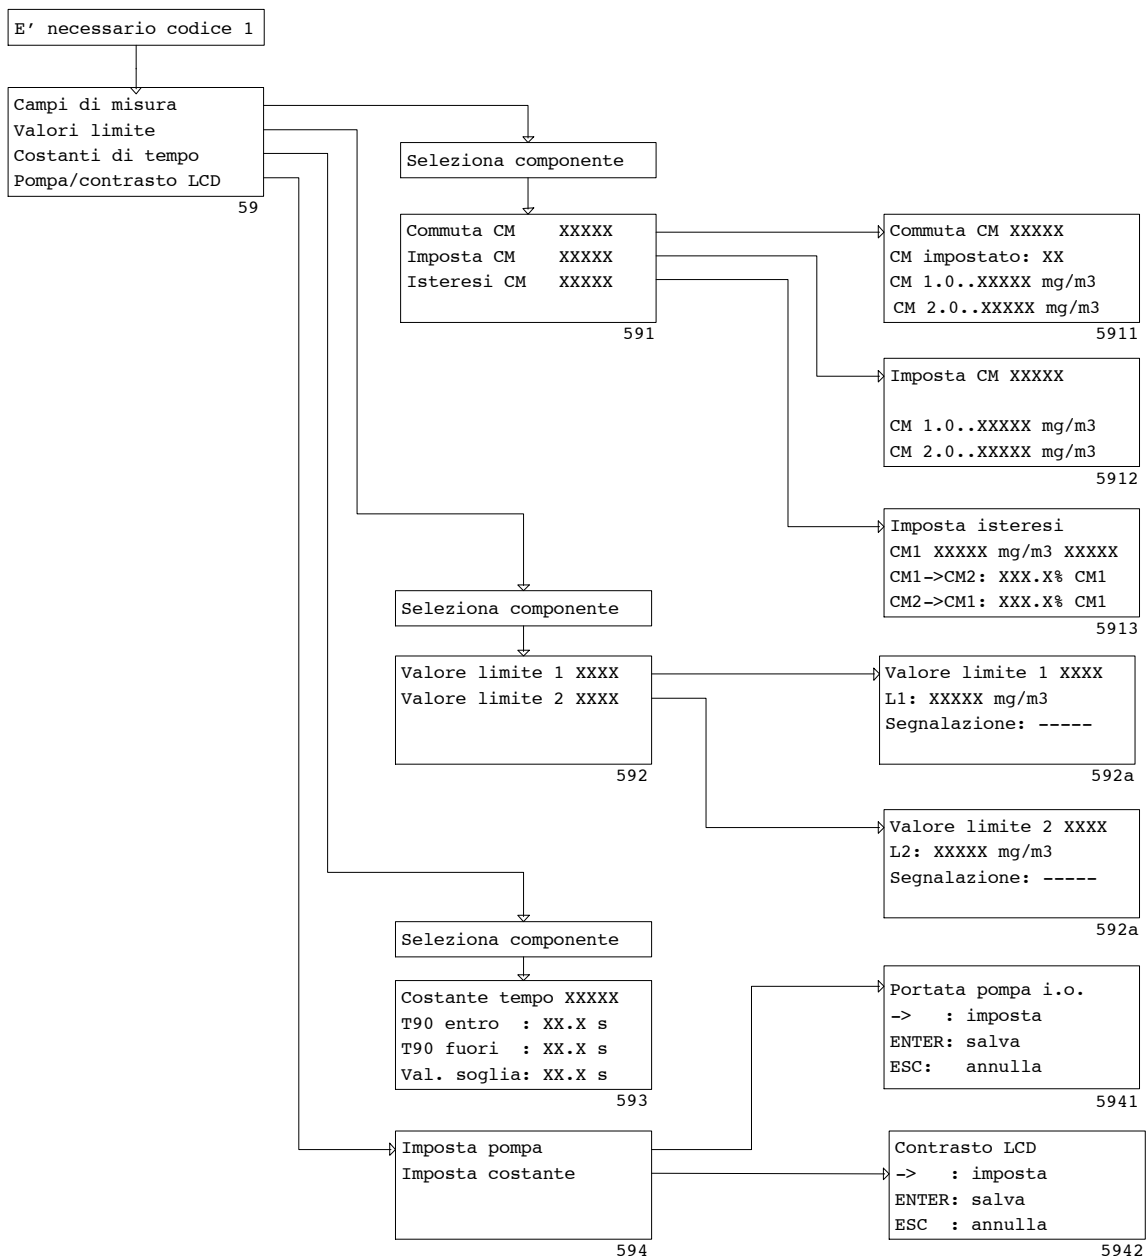 E' necessario codice 1
Campi di misura
Valori limite
Costanti di tempo
Pompa/contrasto LCD
59
Seleziona componente
Commuta CM XXXXX
Imposta CM XXXXX
Isteresi CM XXXXX
591
Commuta CM XXXXX
CM impostato: XX
CM 1.0..XXXXX mg/m3
CM 2.0..XXXXX mg/m3
5911
Imposta CM XXXXX
CM 1.0..XXXXX mg/m3
CM 2.0..XXXXX mg/m3
5912
Imposta isteresi
CM1 XXXXX mg/m3 XXXXX
CM1->CM2: XXX.X% CM1
CM2->CM1: XXX.X% CM1
5913
Seleziona componente
Valore limite 1 XXXX
Valore limite 2 XXXX
592
Valore limite 1 XXXX
L1: XXXXX mg/m3
Segnalazione: -----
592a
Valore limite 2 XXXX
L2: XXXXX mg/m3
Segnalazione: -----
592a
Seleziona componente
Costante tempo XXXXX
T90 entro : XX.X s
T90 fuori : XX.X s
Val. soglia: XX.X s
593
Imposta pompa
Imposta costante
594
Portata pompa i.o.
-> : imposta
ENTER: salva
ESC: annulla
5941
Contrasto LCD
-> : imposta
ENTER: salva
ESC : annulla
5942